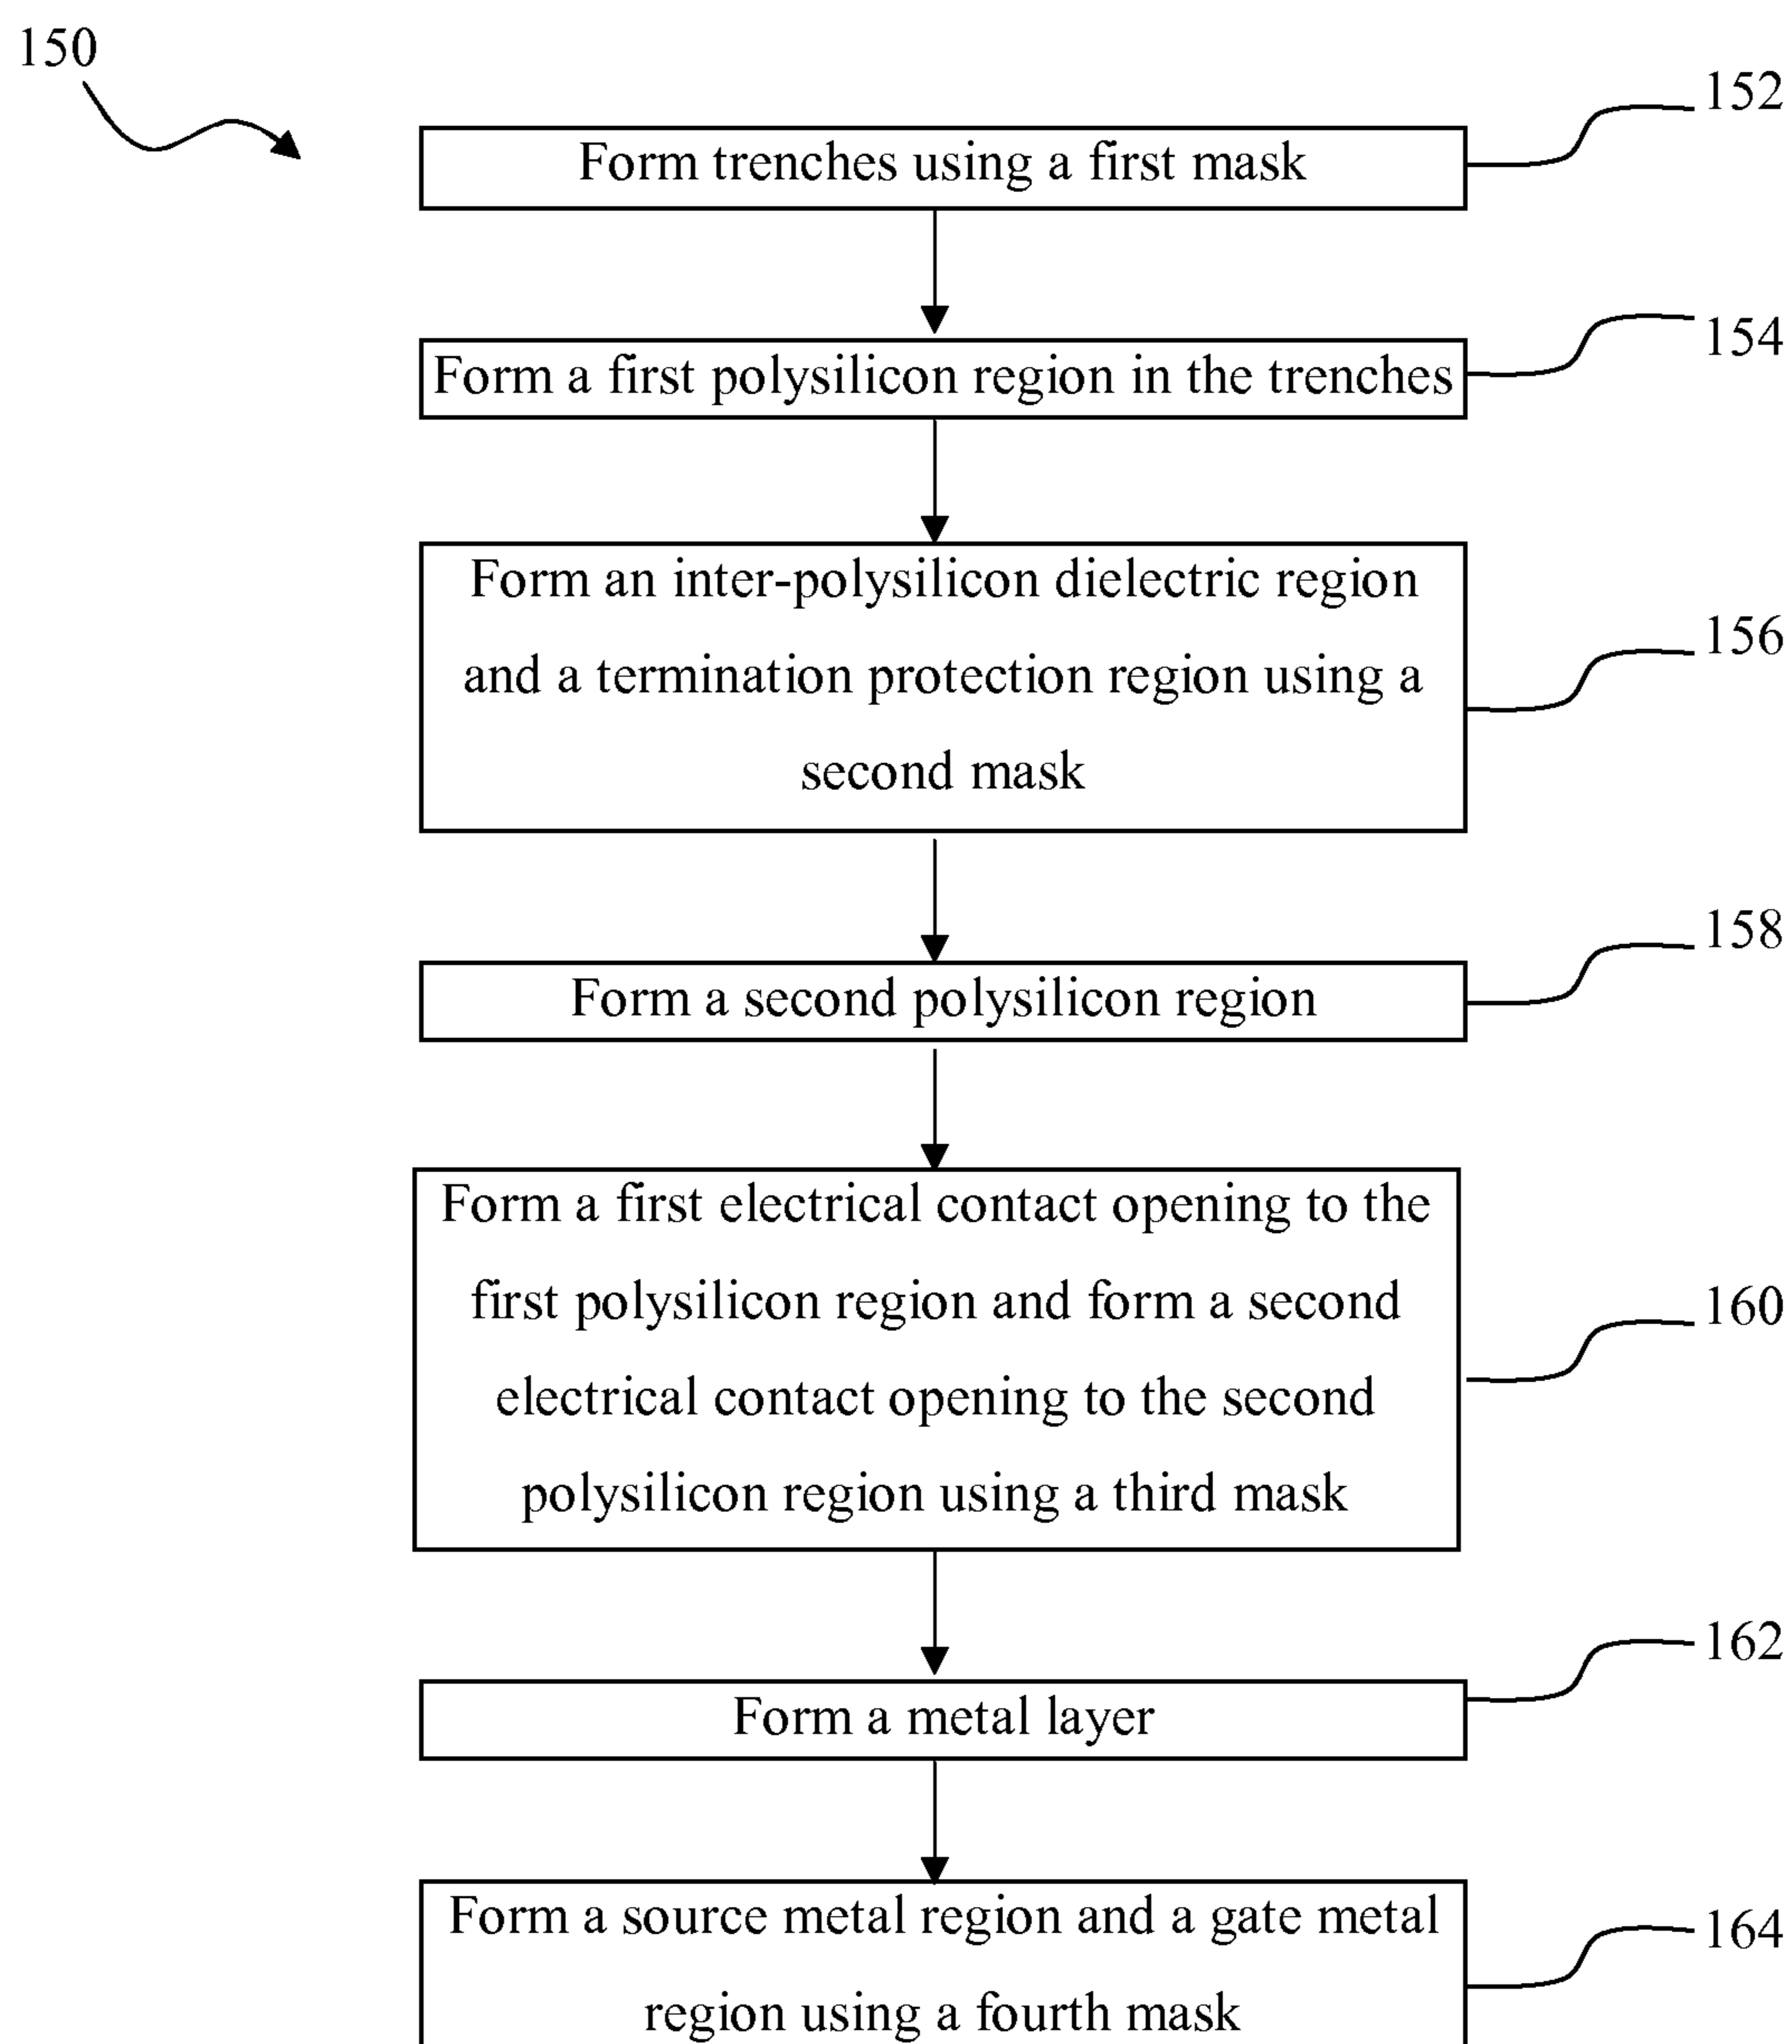 150
152
Form trenches using a first mask
154
Form a first polysilicon region in the trenches
Form an inter-polysilicon dielectric region
and a termination protection region using a
second mask
156
158
Form a second polysilicon region
Form a first electrical contact opening to the
first polysilicon region and form a second
electrical contact opening to the second
polysilicon region using a third mask
160
162
Form a metal layer
Form a source metal region and a gate metal
region using a fourth mask
164